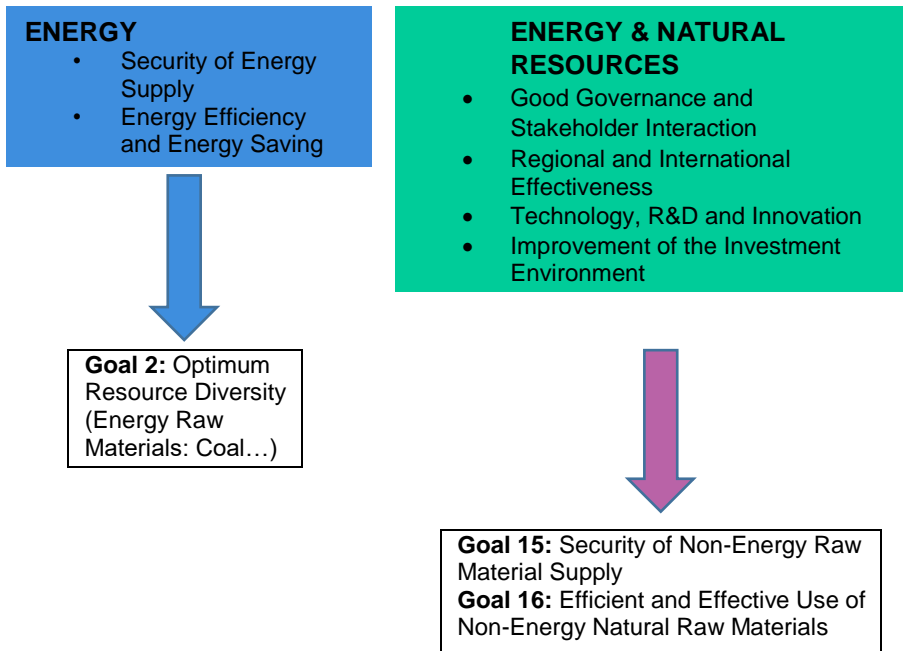 ENERGY
• Security of Energy
Supply
• Energy Efficiency
and Energy Saving
ENERGY & NATURAL
RESOURCES
• Good Governance and
Stakeholder Interaction
• Regional and International
Effectiveness
• Technology, R&D and Innovation
• Improvement of the Investment
Environment
Goal 2: Optimum
Resource Diversity
(Energy Raw
Materials: Coal…)
Goal 15: Security of Non-Energy Raw
Material Supply
Goal 16: Efficient and Effective Use of
Non-Energy Natural Raw Materials